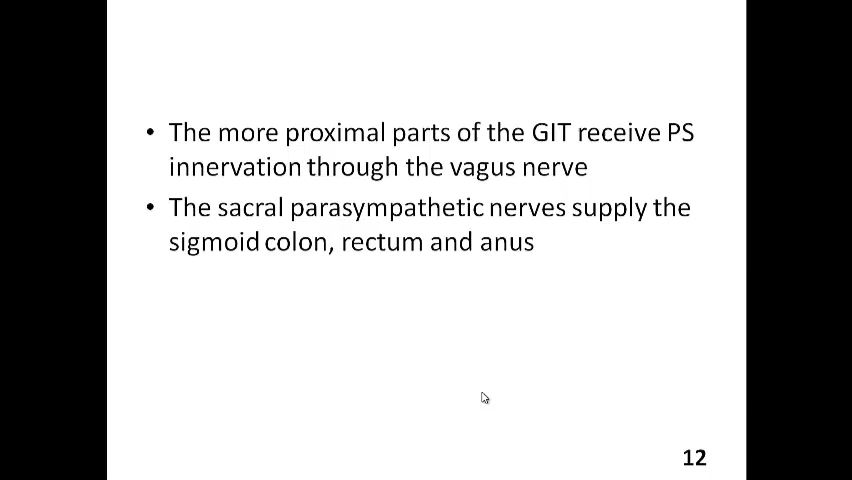 • The more proximal parts of the GIT receive PS
innervation through the vagus nerve
• The sacral parasympathetic nerves supply the
sigmoid colon, rectum and anus
12